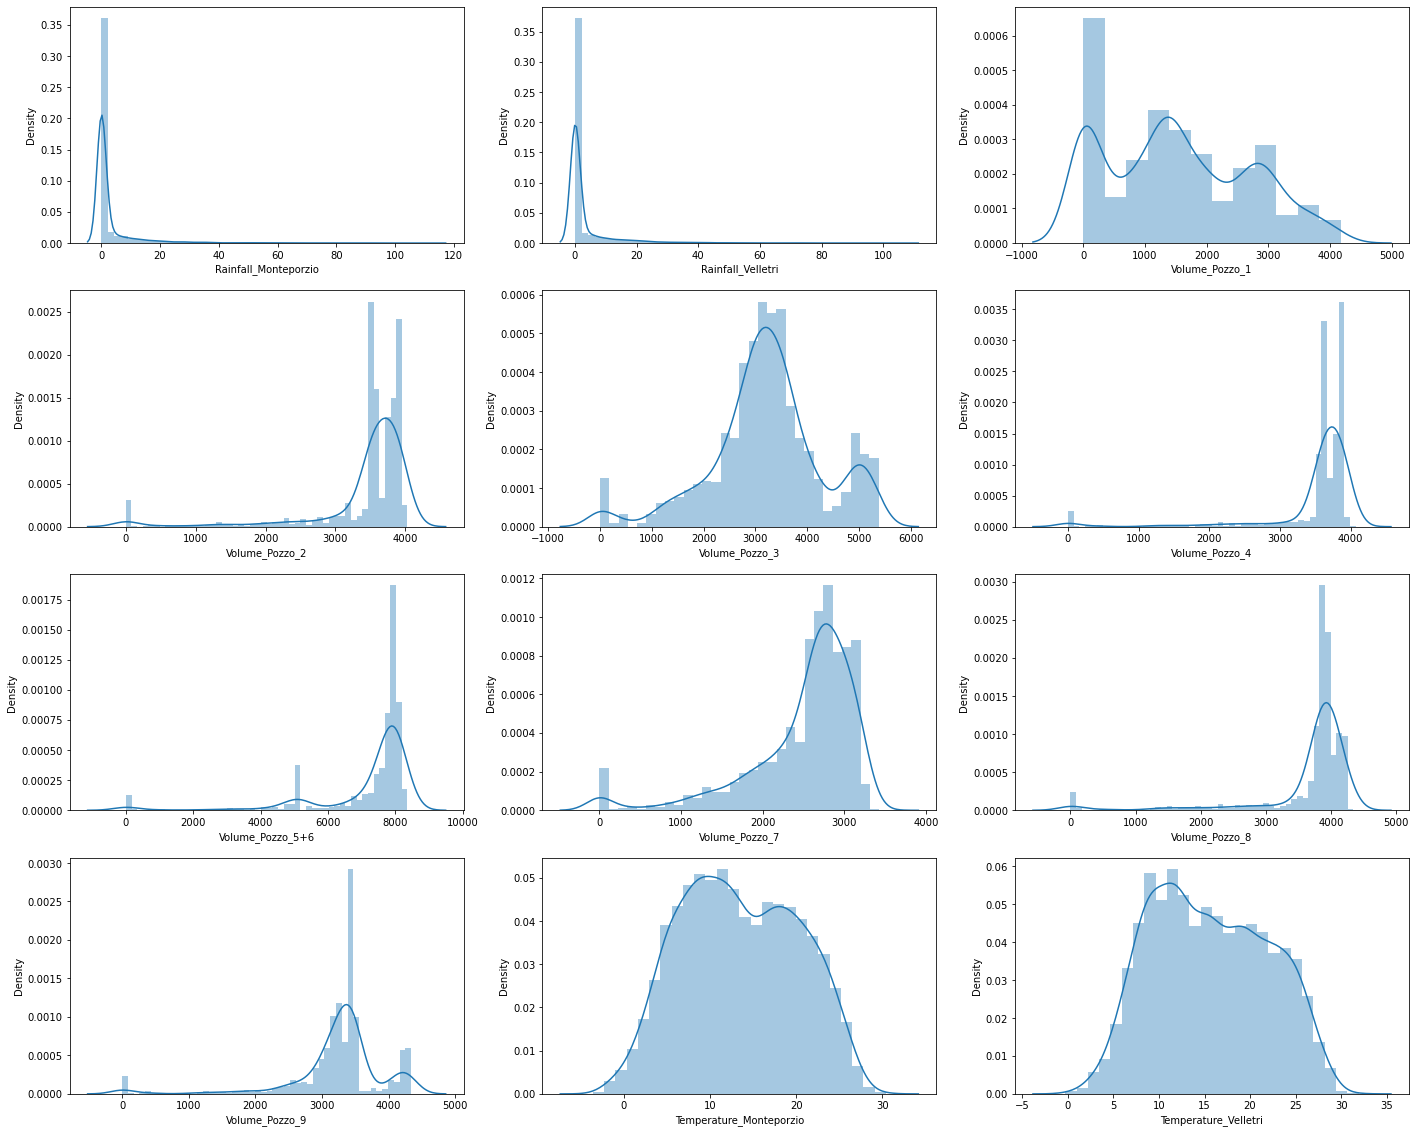 Density
0.35
0.30
0.25
0.20
0.15
0.10
0.05
0.00
0 20 40 60 80 100 120
Rainfall_Monteporzio
Density
0.35
0.30
0.25
0.20
0.15
0.10
0.05
0.00
0 20 40 60 80 100
Rainfall_Velletri
Density
0.0006
0.0005
0.0004
0.0003
0.0002
0.0001
0.0000
−1000 0 1000 2000 3000 4000 5000
Volume_Pozzo_1
Density
0.0025
0.0020
0.0015
0.0010
0.0005
0.0000
0 1000 2000 3000 4000
Volume_Pozzo_2
Density
0.0006
0.0005
0.0004
0.0003
0.0002
0.0001
0.0000
−1000 0 1000 2000 3000 4000 5000 6000
Volume_Pozzo_3
Density
0.0035
0.0030
0.0025
0.0020
0.0015
0.0010
0.0005
0.0000
0 1000 2000 3000 4000
Volume_Pozzo_4
Density
0.00175
0.00150
0.00125
0.00100
0.00075
0.00050
0.00025
0.00000
0 2000 4000 6000 8000 10000
Volume_Pozzo_5+6
Density
0.0012
0.0010
0.0008
0.0006
0.0004
0.0002
0.0000
0 1000 2000 3000 4000
Volume_Pozzo_7
Density
0.0030
0.0025
0.0020
0.0015
0.0010
0.0005
0.0000
0 1000 2000 3000 4000 5000
Volume_Pozzo_8
Density
0.0030
0.0025
0.0020
0.0015
0.0010
0.0005
0.0000
0 1000 2000 3000 4000 5000
Volume_Pozzo_9
Density
0.05
0.04
0.03
0.02
0.01
0.00
0 10 20 30
Temperature_Monteporzio
Density
0.06
0.05
0.04
0.03
0.02
0.01
0.00
−5 0 5 10 15 20 25 30 35
Temperature_Velletri